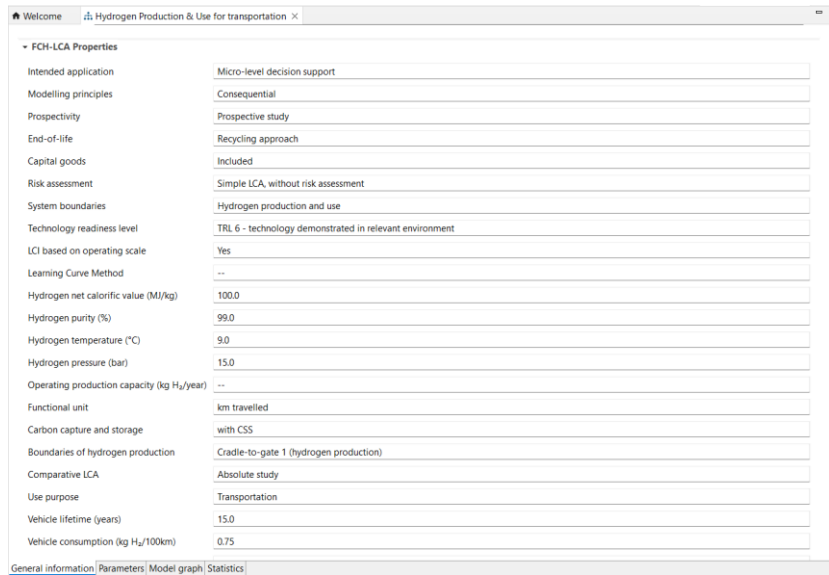 Welcome
Hydrogen Production & Use for transportation
FCH-LCA Properties
Intended application Micro-level decision support
Modelling principles Consequential
Prospectivity Prospective study
End-of-life Recycling approach
Capital goods Included
Risk assessment Simple LCA, without risk assessment
System boundaries Hydrogen production and use
Technology readiness level TRL 6 - technology demonstrated in relevant environment
LCI based on operating scale Yes
Learning Curve Method --
Hydrogen net calorific value (MJ/kg) 100.0
Hydrogen purity (%) 99.0
Hydrogen temperature (°C) 9.0
Hydrogen pressure (bar) 15.0
Operating production capacity (kg H₂/year) --
Functional unit km travelled
Carbon capture and storage with CSS
Boundaries of hydrogen production Cradle-to-gate 1 (hydrogen production)
Comparative LCA Absolute study
Use purpose Transportation
Vehicle lifetime (years) 15.0
Vehicle consumption (kg H₂/100km) 0.75
General information Parameters Model graph Statistics